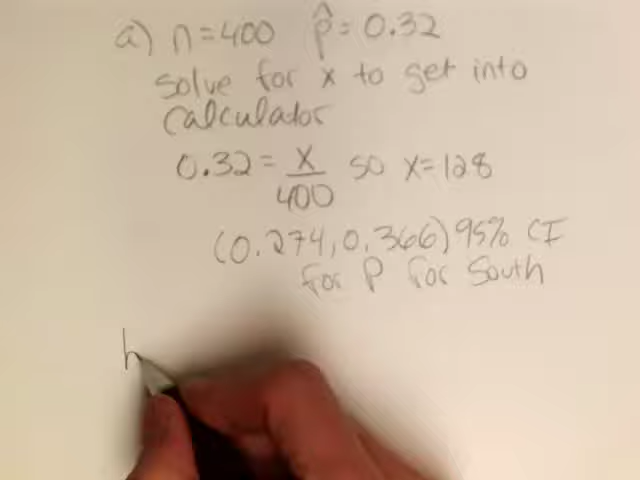 a) n=400 p̂=0.32
solve for x to get into
calculator
0.32 = x/400 so x=128
(0.274, 0.366) 95% CI
for P for South
b